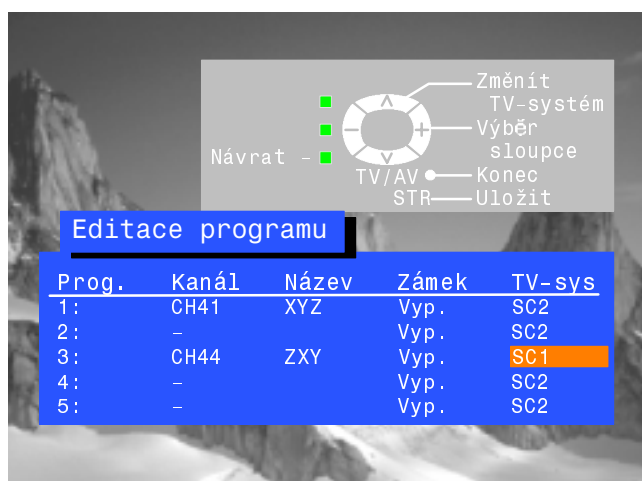 Změnít
TV-systém
Výběr
sloupce
Návrat -
TV/AV
Konec
STR
Uložit
Editace programu
Prog. Kanál Název Zámek TV-sys
1: CH41 XYZ Vyp. SC2
2: - Vyp. SC2
3: CH44 ZXY Vyp. SC1
4: - Vyp. SC2
5: - Vyp. SC2